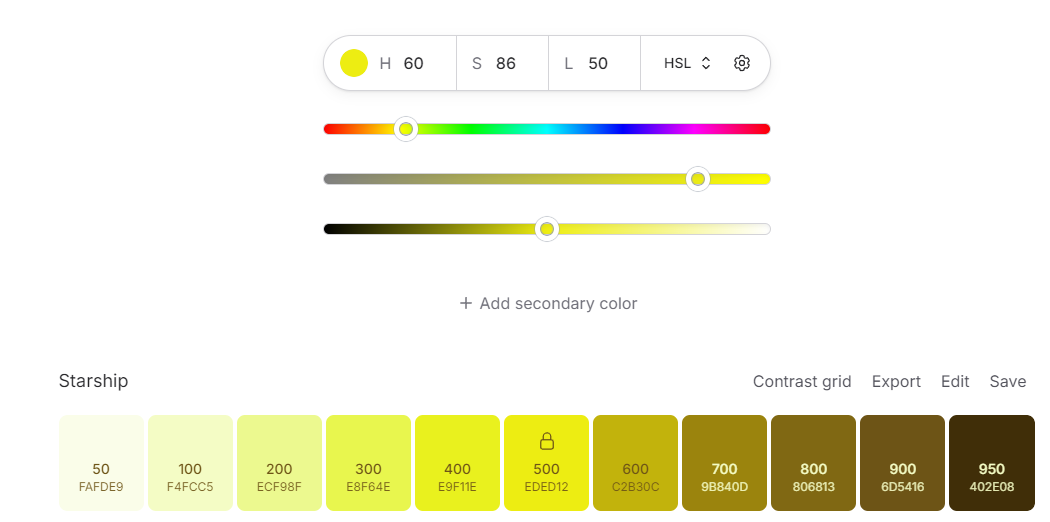 H 60 S 86 L 50 HSL
+ Add secondary color
Starship Contrast grid Export Edit Save
50 100 200 300 400 500 600 700 800 900 950
FAFDE9 F4FCC5 ECF98F E8F64E E9F11E EDED12 C2B30C 9B840D 806813 6D5416 402E08